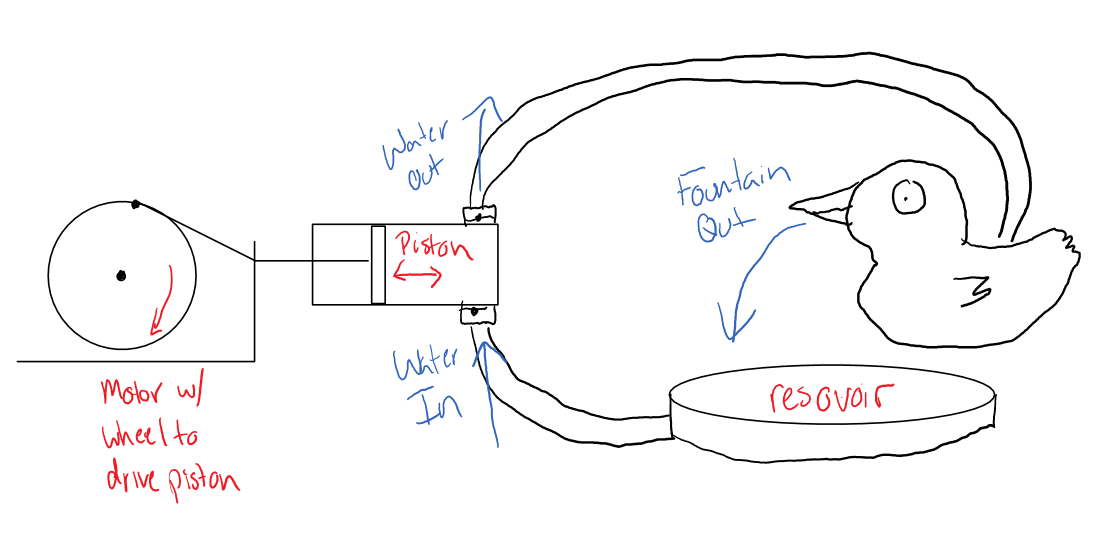 Water
Out
Fountain
Out
Piston
Water
In
resovoir
Motor w/
wheel to
drive piston